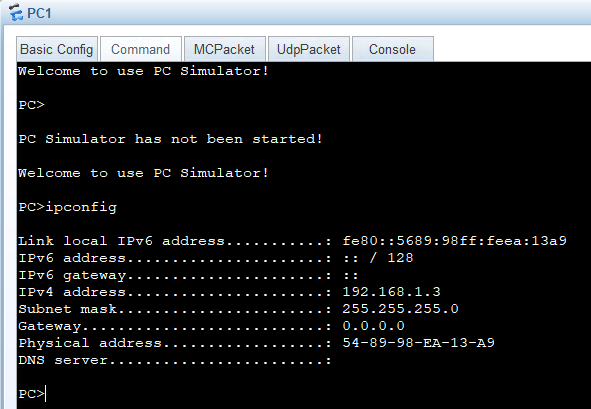 PC1
Basic Config Command MCPacket UdpPacket Console
Welcome to use PC Simulator!
PC>
PC Simulator has not been started!
Welcome to use PC Simulator!
PC>ipconfig
Link local IPv6 address...........: fe80::5689:98ff:feea:13a9
IPv6 address......................: :: / 128
IPv6 gateway......................: ::
IPv4 address......................: 192.168.1.3
Subnet mask.......................: 255.255.255.0
Gateway...........................: 0.0.0.0
Physical address..................: 54-89-98-EA-13-A9
DNS server........................:
PC>